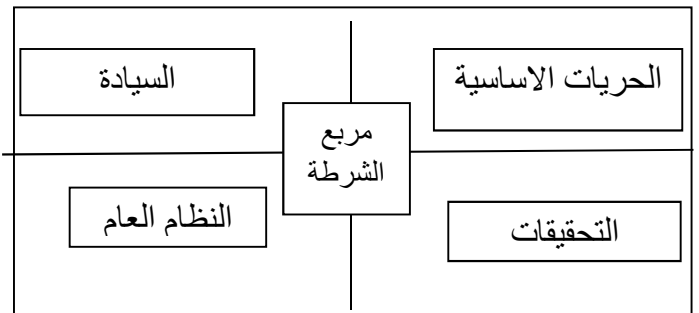 الحريات الاساسية
السيادة
مربع
الشرطة
النظام العام
التحقيقات